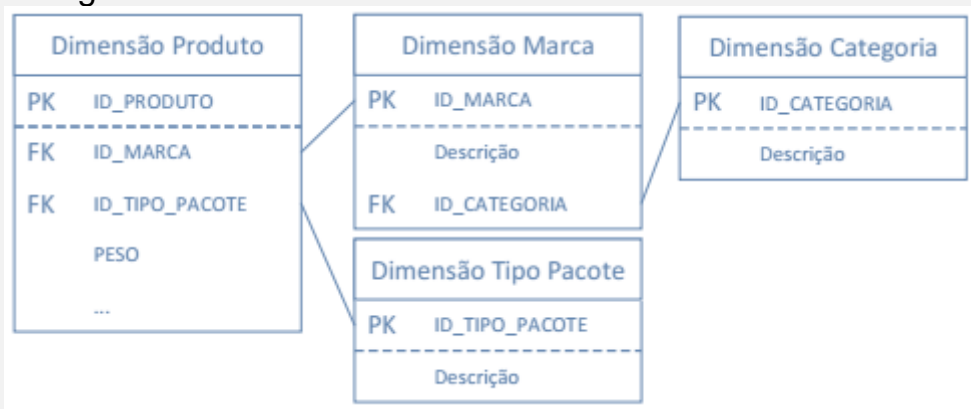 Dimensão Produto
PK ID_PRODUTO
FK ID_MARCA
FK ID_TIPO_PACOTE
PESO
...
Dimensão Marca
PK ID_MARCA
Descrição
FK ID_CATEGORIA
Dimensão Categoria
PK ID_CATEGORIA
Descrição
Dimensão Tipo Pacote
PK ID_TIPO_PACOTE
Descrição